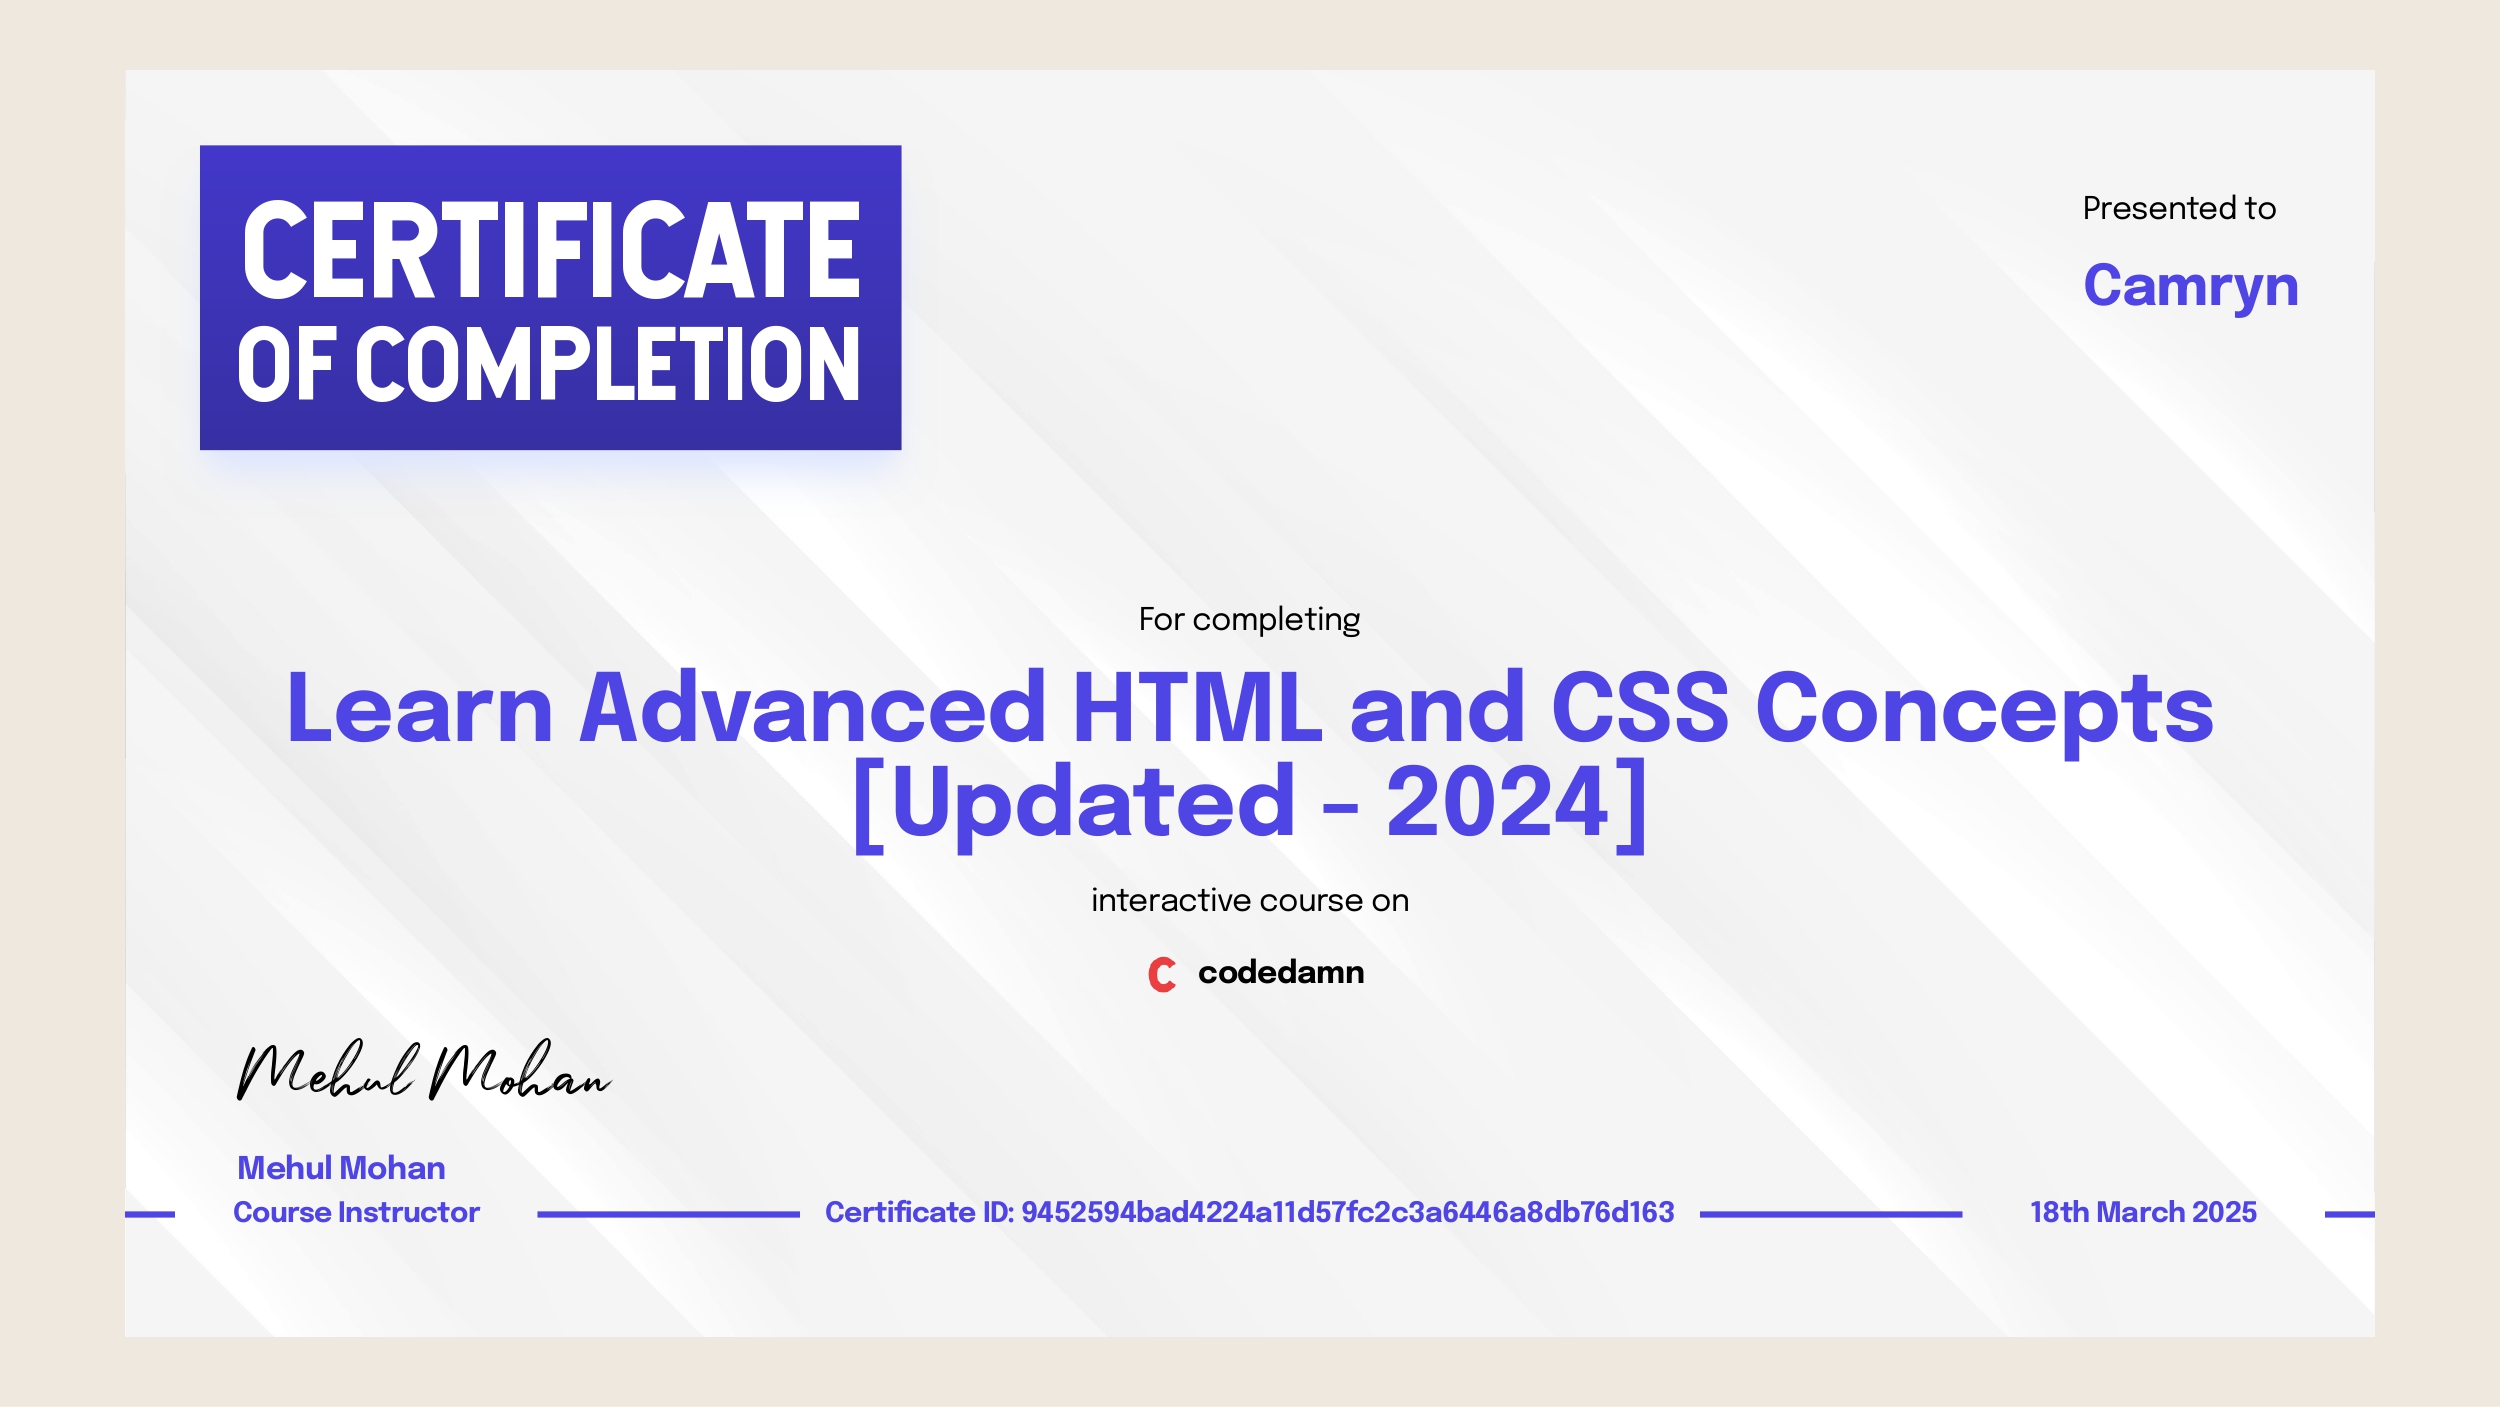 CERTIFICATE
OF COMPLETION
Presented to
Camryn
For completing
Learn Advanced HTML and CSS Concepts
[Updated - 2024]
interactive course on
codedamn
Mehul Mohan
Mehul Mohan
Course Instructor
Certificate ID: 9452594bad4224a11d57fc2c3a6446a8db76d163
18th March 2025